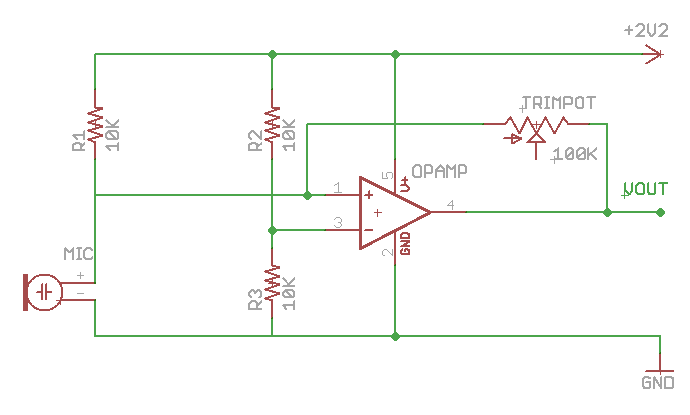 +2V2
TRIMPOT
100K
R1
10K
R2
10K
OPAMP
5
V+
1
+
VOUT
4
3
-
2
GND
MIC
+
-
R3
10K
GND